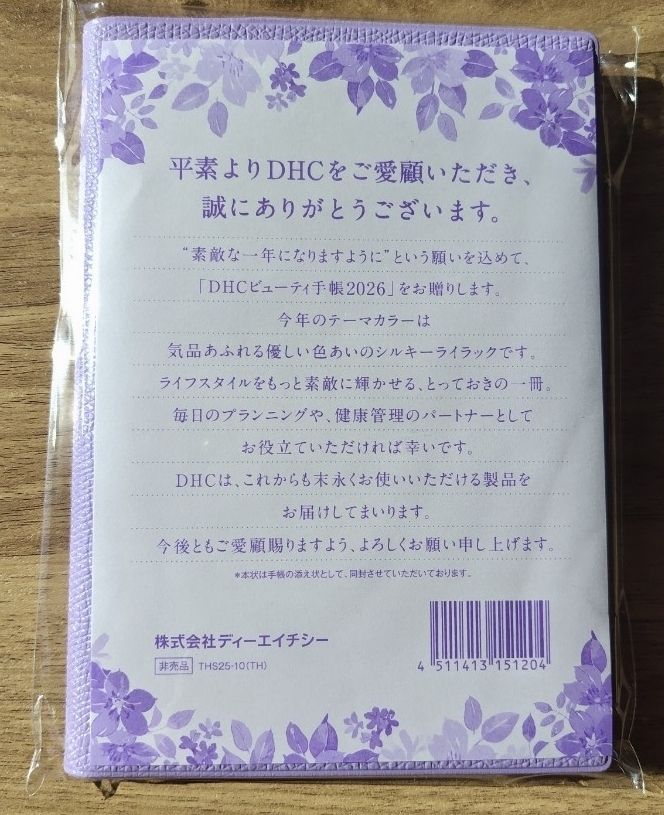 平素よりDHCをご愛顧いただき、
誠にありがとうございます。
“素敵な一年になりますように”という願いを込めて、
「DHCビューティ手帳2026」をお贈りします。
今年のテーマカラーは
気品あふれる優しい色あいのシルキーライラックです。
ライフスタイルをもっと素敵に輝かせる、とっておきの一冊。
毎日のプランニングや、健康管理のパートナーとして
お役立ていただければ幸いです。
DHCは、これからも末永くお使いいただける製品を
お届けしてまいります。
今後ともご愛顧賜りますよう、よろしくお願い申し上げます。
*本状は手帳の添え状として、同封させていただいております。
株式会社ディーエイチシー
非売品 THS25-10(TH)
4 511413 151204